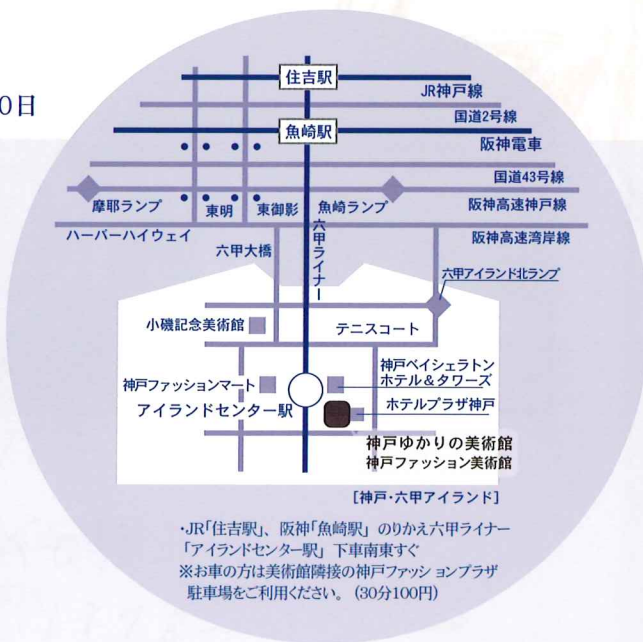 0日
住吉駅
JR神戸線
国道2号線
魚崎駅
阪神電車
国道43号線
摩耶ランプ
東明
東御影
魚崎ランプ
阪神高速神戸線
ハーバーハイウェイ
六甲大橋
六甲ライナー
阪神高速湾岸線
六甲アイランド北ランプ
小磯記念美術館
テニスコート
神戸ファッションマート
神戸ベイシェラトン
ホテル&タワーズ
アイランドセンター駅
ホテルプラザ神戸
神戸ゆかりの美術館
神戸ファッション美術館
[神戸・六甲アイランド]
・JR「住吉駅」、阪神「魚崎駅」のりかえ六甲ライナー
「アイランドセンター駅」下車南東すぐ
※お車の方は美術館隣接の神戸ファッションプラザ
駐車場をご利用ください。(30分100円)